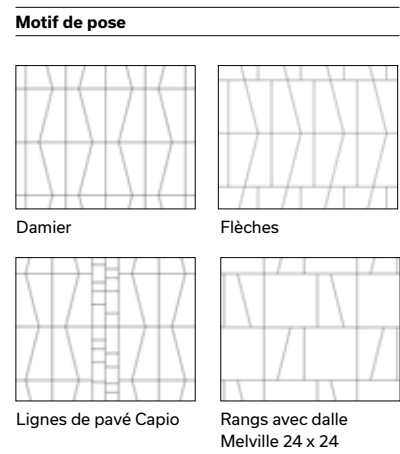 Motif de pose
Damier
Flèches
Lignes de pavé Capio
Rangs avec dalle
Melville 24 x 24